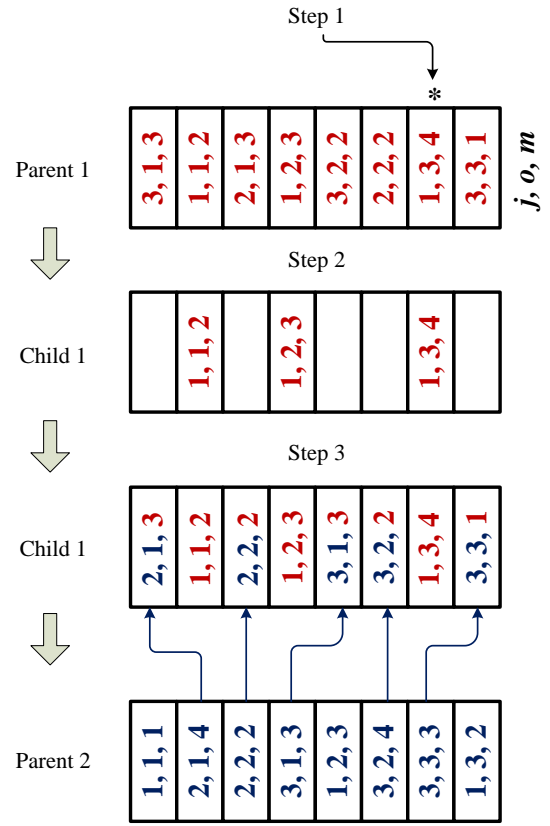 Step 1
*
Parent 1
3, 1, 3
1, 1, 2
2, 1, 3
1, 2, 3
3, 2, 2
2, 2, 2
1, 3, 4
3, 3, 1
j, o, m
Step 2
Child 1
1, 1, 2
1, 2, 3
1, 3, 4
Step 3
Child 1
2, 1, 3
1, 1, 2
2, 2, 2
1, 2, 3
3, 1, 3
3, 2, 2
1, 3, 4
3, 3, 1
Parent 2
1, 1, 1
2, 1, 4
2, 2, 2
3, 1, 3
1, 2, 3
3, 2, 4
3, 3, 3
1, 3, 2